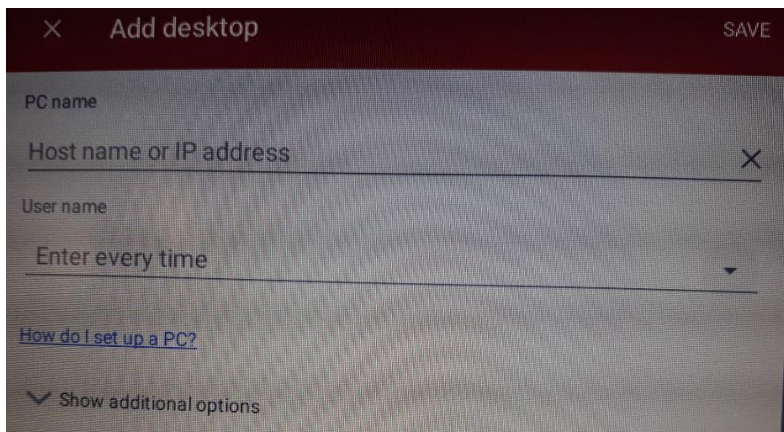 Add desktop SAVE
PC name
Host name or IP address
User name
Enter every time
How do I set up a PC?
Show additional options